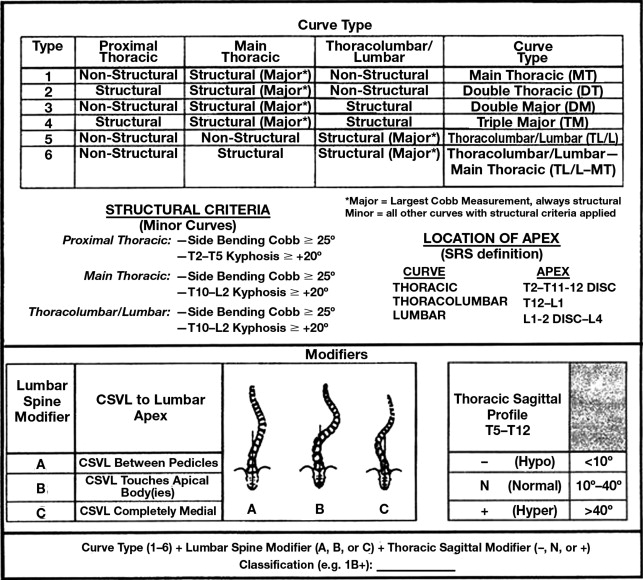 Curve Type
Type Proximal Thoracic Main Thoracic Thoracolumbar/ Lumbar Curve Type
1 Non-Structural Structural (Major*) Non-Structural Main Thoracic (MT)
2 Structural Structural (Major*) Non-Structural Double Thoracic (DT)
3 Non-Structural Structural (Major*) Structural Double Major (DM)
4 Structural Structural (Major*) Structural Triple Major (TM)
5 Non-Structural Non-Structural Structural (Major*) Thoracolumbar/Lumbar (TL/L)
6 Non-Structural Structural Structural (Major*) Thoracolumbar/Lumbar—
Main Thoracic (TL/L–MT)
*Major = Largest Cobb Measurement, always structural
Minor = all other curves with structural criteria applied
STRUCTURAL CRITERIA
(Minor Curves)
Proximal Thoracic: —Side Bending Cobb ≥ 25º
—T2–T5 Kyphosis ≥ +20º
Main Thoracic: —Side Bending Cobb ≥ 25º
—T10–L2 Kyphosis ≥ +20º
Thoracolumbar/Lumbar: —Side Bending Cobb ≥ 25º
—T10–L2 Kyphosis ≥ +20º
LOCATION OF APEX
(SRS definition)
CURVE APEX
THORACIC T2–T11-12 DISC
THORACOLUMBAR T12–L1
LUMBAR L1-2 DISC–L4
Modifiers
Lumbar Spine Modifier CSVL to Lumbar Apex
A CSVL Between Pedicles
B CSVL Touches Apical Body(ies)
C CSVL Completely Medial
A B C
Thoracic Sagittal
Profile
T5–T12
– (Hypo) <10º
N (Normal) 10º–40º
+ (Hyper) >40º
Curve Type (1–6) + Lumbar Spine Modifier (A, B, or C) + Thoracic Sagittal Modifier (–, N, or +)
Classification (e.g. 1B+):